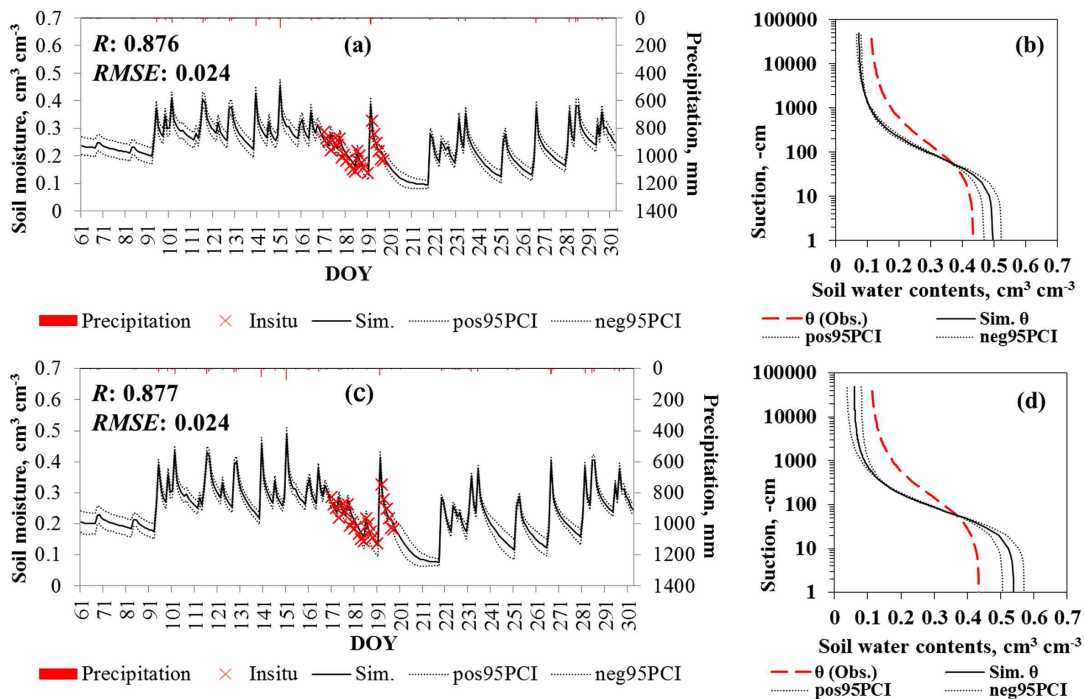 (a)
R: 0.876
RMSE: 0.024
Soil moisture, cm³ cm⁻³
0.7
0.6
0.5
0.4
0.3
0.2
0.1
0
Precipitation, mm
0
200
400
600
800
1000
1200
1400
61 71 81 91 101 111 121 131 141 151 161 171 181 191 201 211 221 231 241 251 261 271 281 291 301
DOY
Precipitation Insitu Sim. pos95PCI neg95PCI
(b)
Suction, -cm
100000
10000
1000
100
10
1
0 0.1 0.2 0.3 0.4 0.5 0.6 0.7
Soil water contents, cm³ cm⁻³
θ (Obs.) Sim. θ
pos95PCI neg95PCI
(c)
R: 0.877
RMSE: 0.024
Soil moisture, cm³ cm⁻³
0.7
0.6
0.5
0.4
0.3
0.2
0.1
0
Precipitation, mm
0
200
400
600
800
1000
1200
1400
61 71 81 91 101 111 121 131 141 151 161 171 181 191 201 211 221 231 241 251 261 271 281 291 301
DOY
Precipitation Insitu Sim. pos95PCI neg95PCI
(d)
Suction, -cm
100000
10000
1000
100
10
1
0 0.1 0.2 0.3 0.4 0.5 0.6 0.7
Soil water contents, cm³ cm⁻³
θ (Obs.) Sim. θ
pos95PCI neg95PCI